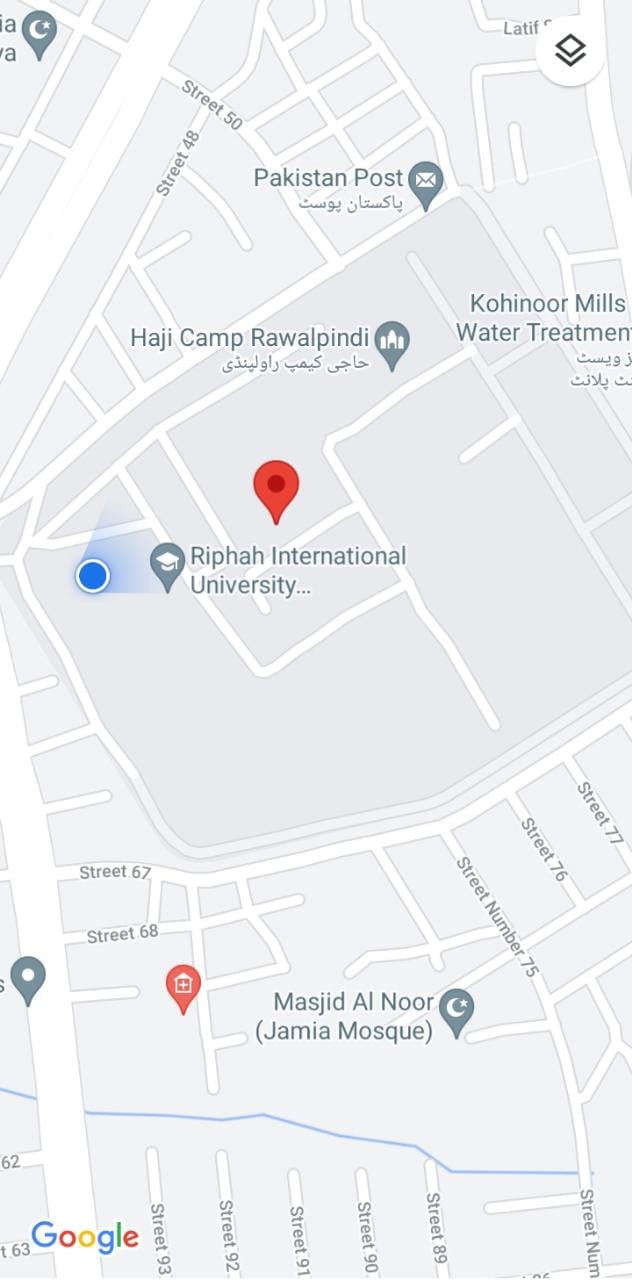 ia
va
Latif S
Street 50
Street 48
Pakistan Post
پاکستان پوسٹ
Kohinoor Mills
Water Treatment
ز ویسٹ
نٹ پلانٹ
Haji Camp Rawalpindi
حاجی کیمپ راولپنڈی
Riphah International
University...
Street 77
Street 76
Street 67
Street Number 75
Street 68
s
Masjid Al Noor
(Jamia Mosque)
62
Street 93
Street 92
Street 91
Street 90
Street 89
Street Num
Google
t 63